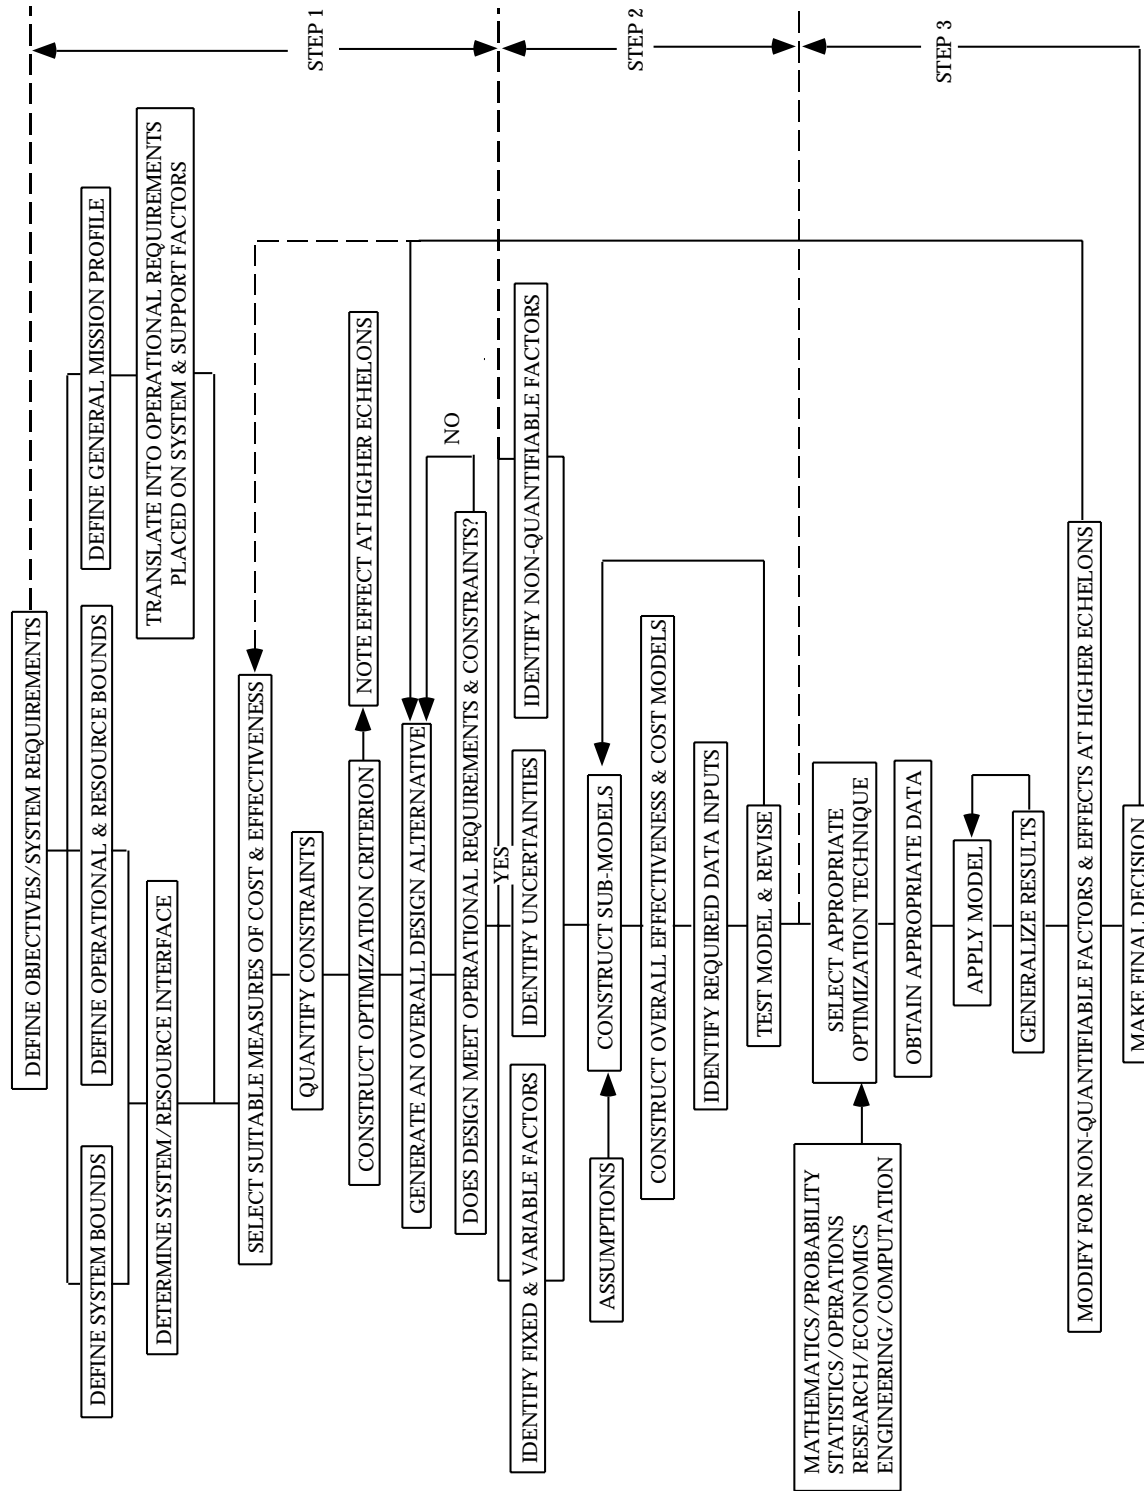 DEFINE OBJECTIVES/SYSTEM REQUIREMENTS
DEFINE SYSTEM BOUNDS
DEFINE OPERATIONAL & RESOURCE BOUNDS
DEFINE GENERAL MISSION PROFILE
DETERMINE SYSTEM/RESOURCE INTERFACE
TRANSLATE INTO OPERATIONAL REQUIREMENTS
PLACED ON SYSTEM & SUPPORT FACTORS
SELECT SUITABLE MEASURES OF COST & EFFECTIVENESS
STEP 1
QUANTIFY CONSTRAINTS
CONSTRUCT OPTIMIZATION CRITERION
NOTE EFFECT AT HIGHER ECHELONS
GENERATE AN OVERALL DESIGN ALTERNATIVE
NO
DOES DESIGN MEET OPERATIONAL REQUIREMENTS & CONSTRAINTS?
YES
IDENTIFY FIXED & VARIABLE FACTORS
IDENTIFY UNCERTAINTIES
IDENTIFY NON-QUANTIFIABLE FACTORS
ASSUMPTIONS
CONSTRUCT SUB-MODELS
STEP 2
CONSTRUCT OVERALL EFFECTIVENESS & COST MODELS
IDENTIFY REQUIRED DATA INPUTS
TEST MODEL & REVISE
MATHEMATICS/PROBABILITY
STATISTICS/OPERATIONS
RESEARCH/ECONOMICS
ENGINEERING/COMPUTATION
SELECT APPROPRIATE
OPTIMIZATION TECHNIQUE
OBTAIN APPROPRIATE DATA
STEP 3
APPLY MODEL
GENERALIZE RESULTS
MODIFY FOR NON-QUANTIFIABLE FACTORS & EFFECTS AT HIGHER ECHELONS
MAKE FINAL DECISION